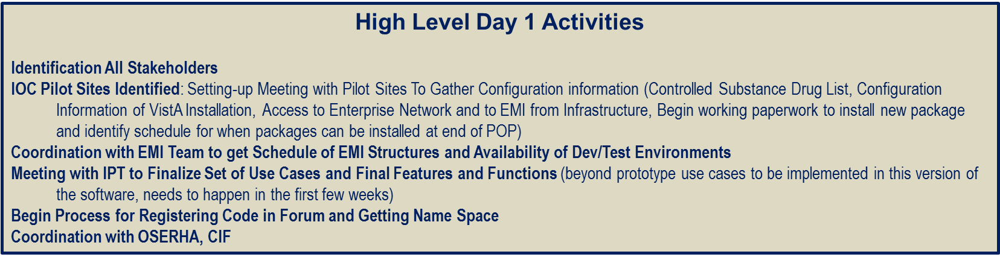 High Level Day 1 Activities
Identification All Stakeholders
IOC Pilot Sites Identified: Setting-up Meeting with Pilot Sites To Gather Configuration information (Controlled Substance Drug List, Configuration
Information of VistA Installation, Access to Enterprise Network and to EMI from Infrastructure, Begin working paperwork to install new package
and identify schedule for when packages can be installed at end of POP)
Coordination with EMI Team to get Schedule of EMI Structures and Availability of Dev/Test Environments
Meeting with IPT to Finalize Set of Use Cases and Final Features and Functions (beyond prototype use cases to be implemented in this version of
the software, needs to happen in the first few weeks)
Begin Process for Registering Code in Forum and Getting Name Space
Coordination with OSERHA, CIF